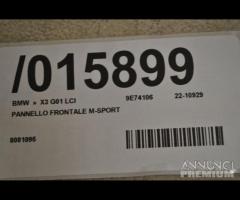 /015899
BMW » X3 G01 LCI 9E74106 22-10929
PANNELLO FRONTALE M-SPORT
8081096
ANNUNCI
PREMIUM